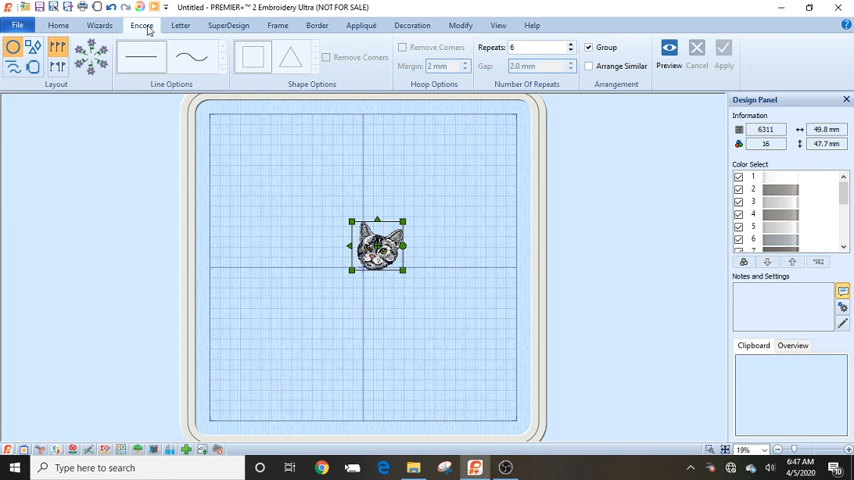 Untitled - PREMIER+™ 2 Embroidery Ultra (NOT FOR SALE)
File Home Wizards Encore Letter SuperDesign Frame Border Appliqué Decoration Modify View Help
Remove Corners Remove Corners Repeats: 6 Group
Margin: 2 mm Gap: 2.0 mm Arrange Similar Preview Cancel Apply
Layout Line Options Shape Options Hoop Options Number Of Repeats Arrangement
Design Panel
Information
6311 49.8 mm
16 47.7 mm
Color Select
1
2
3
4
5
6
7
Notes and Settings
Clipboard Overview
19%
Type here to search
6:47 AM
4/5/2020